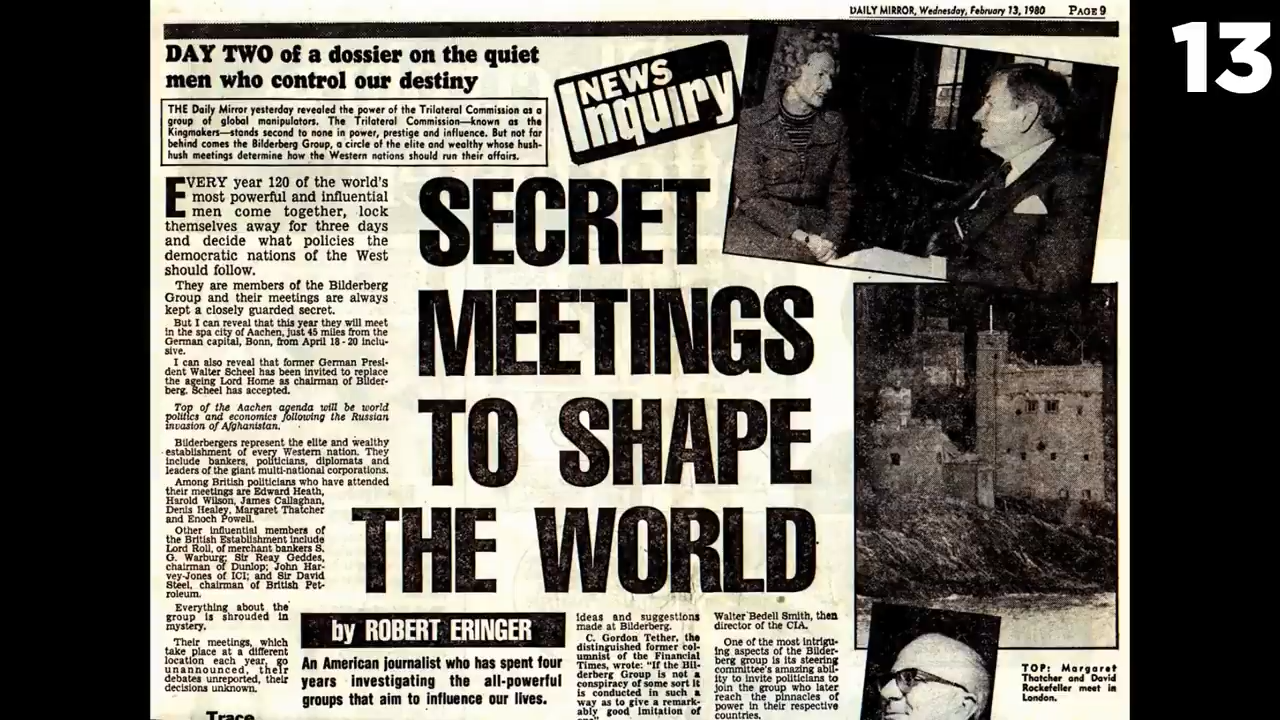 13
DAILY MIRROR, Wednesday, February 13, 1980 PAGE 9
DAY TWO of a dossier on the quiet
men who control our destiny
NEWS
Inquiry
THE Daily Mirror yesterday revealed the power of the Trilateral Commission as a
group of global manipulators. The Trilateral Commission—known as the
Kingmakers—stands second to none in power, prestige and influence. But not far
behind comes the Bilderberg Group, a circle of the elite and wealthy whose hush-
hush meetings determine how the Western nations should run their affairs.
SECRET
MEETINGS
TO SHAPE
THE WORLD
EVERY year 120 of the world's
most powerful and influential
men come together, lock
themselves away for three days
and decide what policies the
democratic nations of the West
should follow.
They are members of the Bilderberg
Group and their meetings are always
kept a closely guarded secret.
But I can reveal that this year they will meet
in the spa city of Aachen, just 45 miles from the
German capital, Bonn, from April 18 - 20 inclu-
sive.
I can also reveal that former German Presi-
dent Walter Scheel has been invited to replace
the ageing Lord Home as chairman of Bilder-
berg. Scheel has accepted.
Top of the Aachen agenda will be world
politics and economics following the Russian
invasion of Afghanistan.
Bilderbergers represent the elite and wealthy
establishment of every Western nation. They
include bankers, politicians, diplomats and
leaders of the giant multi-national corporations.
Among British politicians who have attended
their meetings are Edward Heath,
Harold Wilson, James Callaghan,
Denis Healey, Margaret Thatcher
and Enoch Powell.
Other influential members of
the British Establishment include
Lord Roll, of merchant bankers S.
G. Warburg; Sir Reay Geddes,
chairman of Dunlop; John Har-
vey-Jones of ICI; and Sir David
Steel, chairman of British Pet-
roleum.
Everything about the
group is shrouded in
mystery.
Their meetings, which
take place at a different
location each year, go
unannounced, their
debates unreported, their
decisions unknown.
Trace
by ROBERT ERINGER
An American journalist who has spent four
years investigating the all-powerful
groups that aim to influence our lives.
ideas and suggestions
made at Bilderberg.
C. Gordon Tether, the
distinguished former col-
umnist of the Financial
Times, wrote: "If the Bil-
derberg Group is not a
conspiracy of some sort it
is conducted in such a
way as to give a remark-
ably good imitation of
one"
Walter Bedell Smith, then
director of the CIA.
One of the most intrigu-
ing aspects of the Bilder-
berg group is its steering
committee's amazing abil-
ity to invite politicians to
join the group who later
reach the pinnacles of
power in their respective
countries.
TOP: Margaret
Thatcher and David
Rockefeller meet in
London.